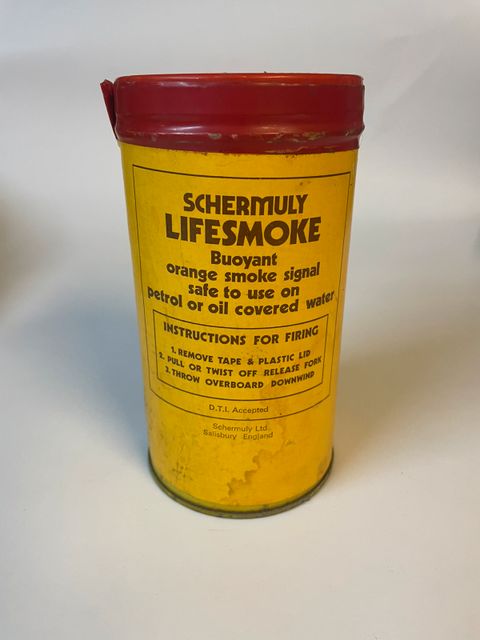 SCHERMULY
LIFESMOKE
Buoyant
orange smoke signal
safe to use on
petrol or oil covered water
INSTRUCTIONS FOR FIRING
1. REMOVE TAPE & PLASTIC LID
2. PULL OR TWIST OFF RELEASE FORK
3. THROW OVERBOARD DOWNWIND
D.T.I. Accepted
Schermuly Ltd.
Salisbury England